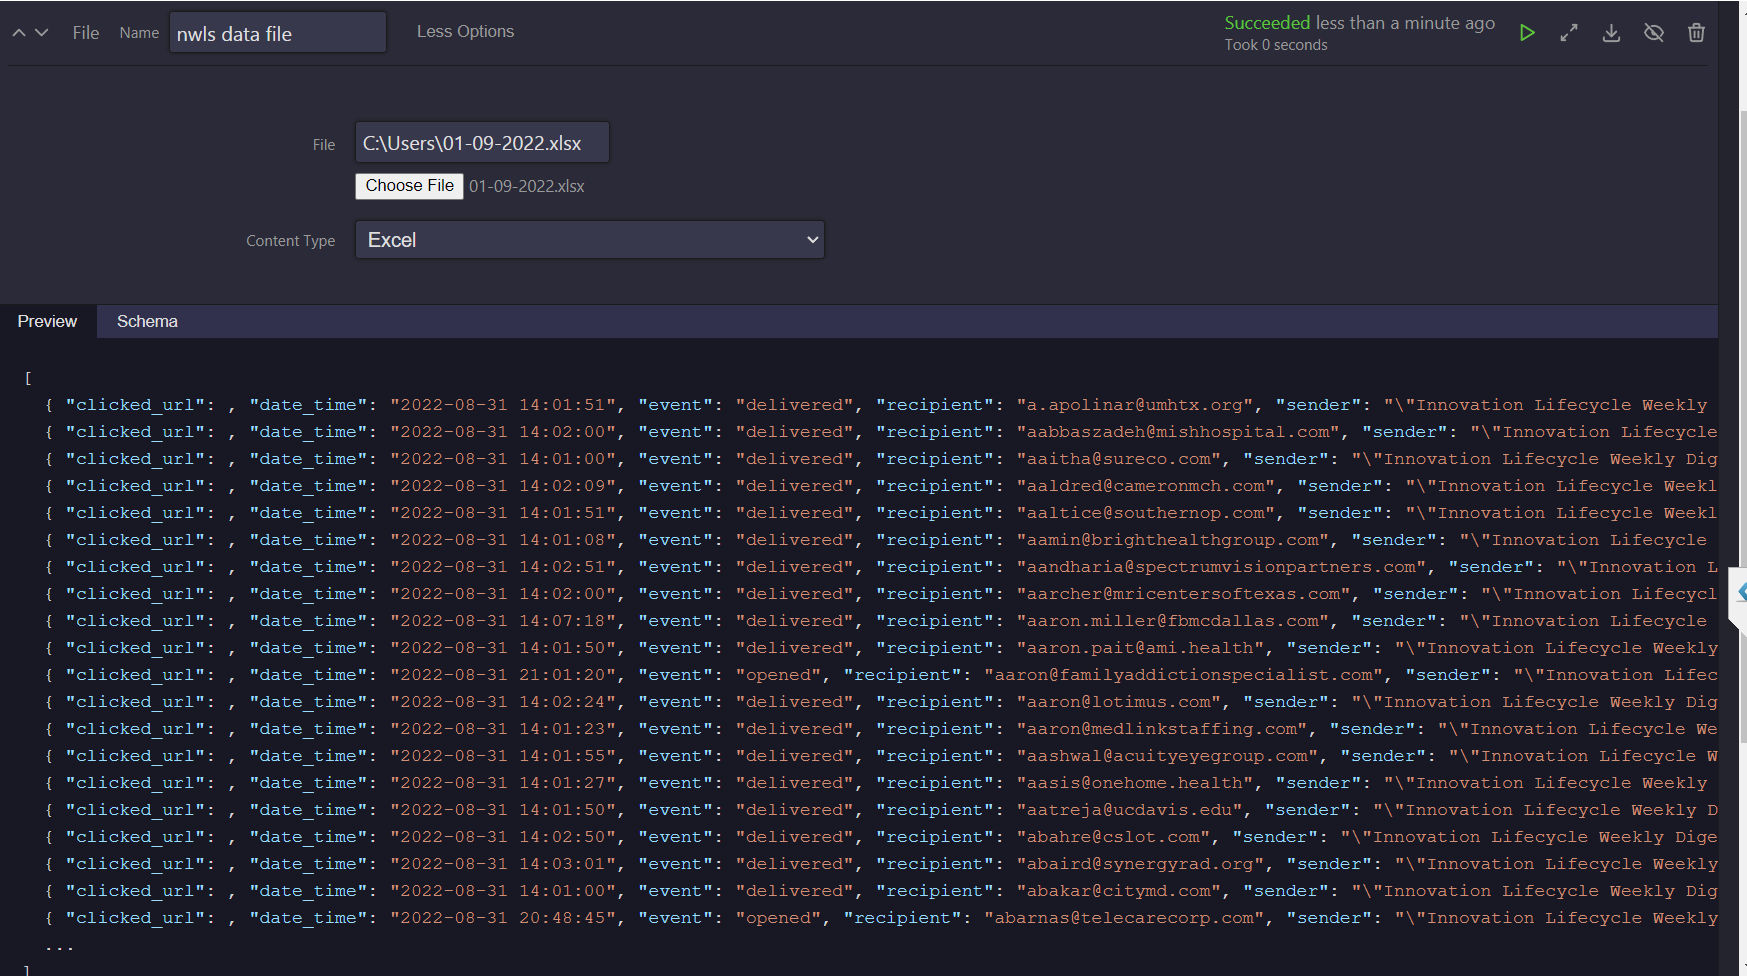 File Name nwls data file Less Options Succeeded less than a minute ago
Took 0 seconds
File C:\Users\01-09-2022.xlsx
Choose File 01-09-2022.xlsx
Content Type Excel
Preview Schema
[
{ "clicked_url": , "date_time": "2022-08-31 14:01:51", "event": "delivered", "recipient": "a.apolinar@umhtx.org", "sender": "\"Innovation Lifecycle Weekly
{ "clicked_url": , "date_time": "2022-08-31 14:02:00", "event": "delivered", "recipient": "aabbaszadeh@mishhospital.com", "sender": "\"Innovation Lifecycle
{ "clicked_url": , "date_time": "2022-08-31 14:01:00", "event": "delivered", "recipient": "aaitha@sureco.com", "sender": "\"Innovation Lifecycle Weekly Dig
{ "clicked_url": , "date_time": "2022-08-31 14:02:09", "event": "delivered", "recipient": "aaldred@cameronmch.com", "sender": "\"Innovation Lifecycle Weekl
{ "clicked_url": , "date_time": "2022-08-31 14:01:51", "event": "delivered", "recipient": "aaltice@southernop.com", "sender": "\"Innovation Lifecycle Weekl
{ "clicked_url": , "date_time": "2022-08-31 14:01:08", "event": "delivered", "recipient": "aamin@brighthealthgroup.com", "sender": "\"Innovation Lifecycle
{ "clicked_url": , "date_time": "2022-08-31 14:02:51", "event": "delivered", "recipient": "aandharia@spectrumvisionpartners.com", "sender": "\"Innovation L
{ "clicked_url": , "date_time": "2022-08-31 14:02:00", "event": "delivered", "recipient": "aarcher@mricentersoftexas.com", "sender": "\"Innovation Lifecycl
{ "clicked_url": , "date_time": "2022-08-31 14:07:18", "event": "delivered", "recipient": "aaron.miller@fbmcdallas.com", "sender": "\"Innovation Lifecycle
{ "clicked_url": , "date_time": "2022-08-31 14:01:50", "event": "delivered", "recipient": "aaron.pait@ami.health", "sender": "\"Innovation Lifecycle Weekly
{ "clicked_url": , "date_time": "2022-08-31 21:01:20", "event": "opened", "recipient": "aaron@familyaddictionspecialist.com", "sender": "\"Innovation Lifec
{ "clicked_url": , "date_time": "2022-08-31 14:02:24", "event": "delivered", "recipient": "aaron@lotimus.com", "sender": "\"Innovation Lifecycle Weekly Dig
{ "clicked_url": , "date_time": "2022-08-31 14:01:23", "event": "delivered", "recipient": "aaron@medlinkstaffing.com", "sender": "\"Innovation Lifecycle We
{ "clicked_url": , "date_time": "2022-08-31 14:01:55", "event": "delivered", "recipient": "aashwal@acuityeyegroup.com", "sender": "\"Innovation Lifecycle W
{ "clicked_url": , "date_time": "2022-08-31 14:01:27", "event": "delivered", "recipient": "aasis@onehome.health", "sender": "\"Innovation Lifecycle Weekly
{ "clicked_url": , "date_time": "2022-08-31 14:01:50", "event": "delivered", "recipient": "aatreja@ucdavis.edu", "sender": "\"Innovation Lifecycle Weekly D
{ "clicked_url": , "date_time": "2022-08-31 14:02:50", "event": "delivered", "recipient": "abahre@cslot.com", "sender": "\"Innovation Lifecycle Weekly Dige
{ "clicked_url": , "date_time": "2022-08-31 14:03:01", "event": "delivered", "recipient": "abaird@synergyrad.org", "sender": "\"Innovation Lifecycle Weekly
{ "clicked_url": , "date_time": "2022-08-31 14:01:00", "event": "delivered", "recipient": "abakar@citymd.com", "sender": "\"Innovation Lifecycle Weekly Dig
{ "clicked_url": , "date_time": "2022-08-31 20:48:45", "event": "opened", "recipient": "abarnas@telecarecorp.com", "sender": "\"Innovation Lifecycle Weekly
...
]